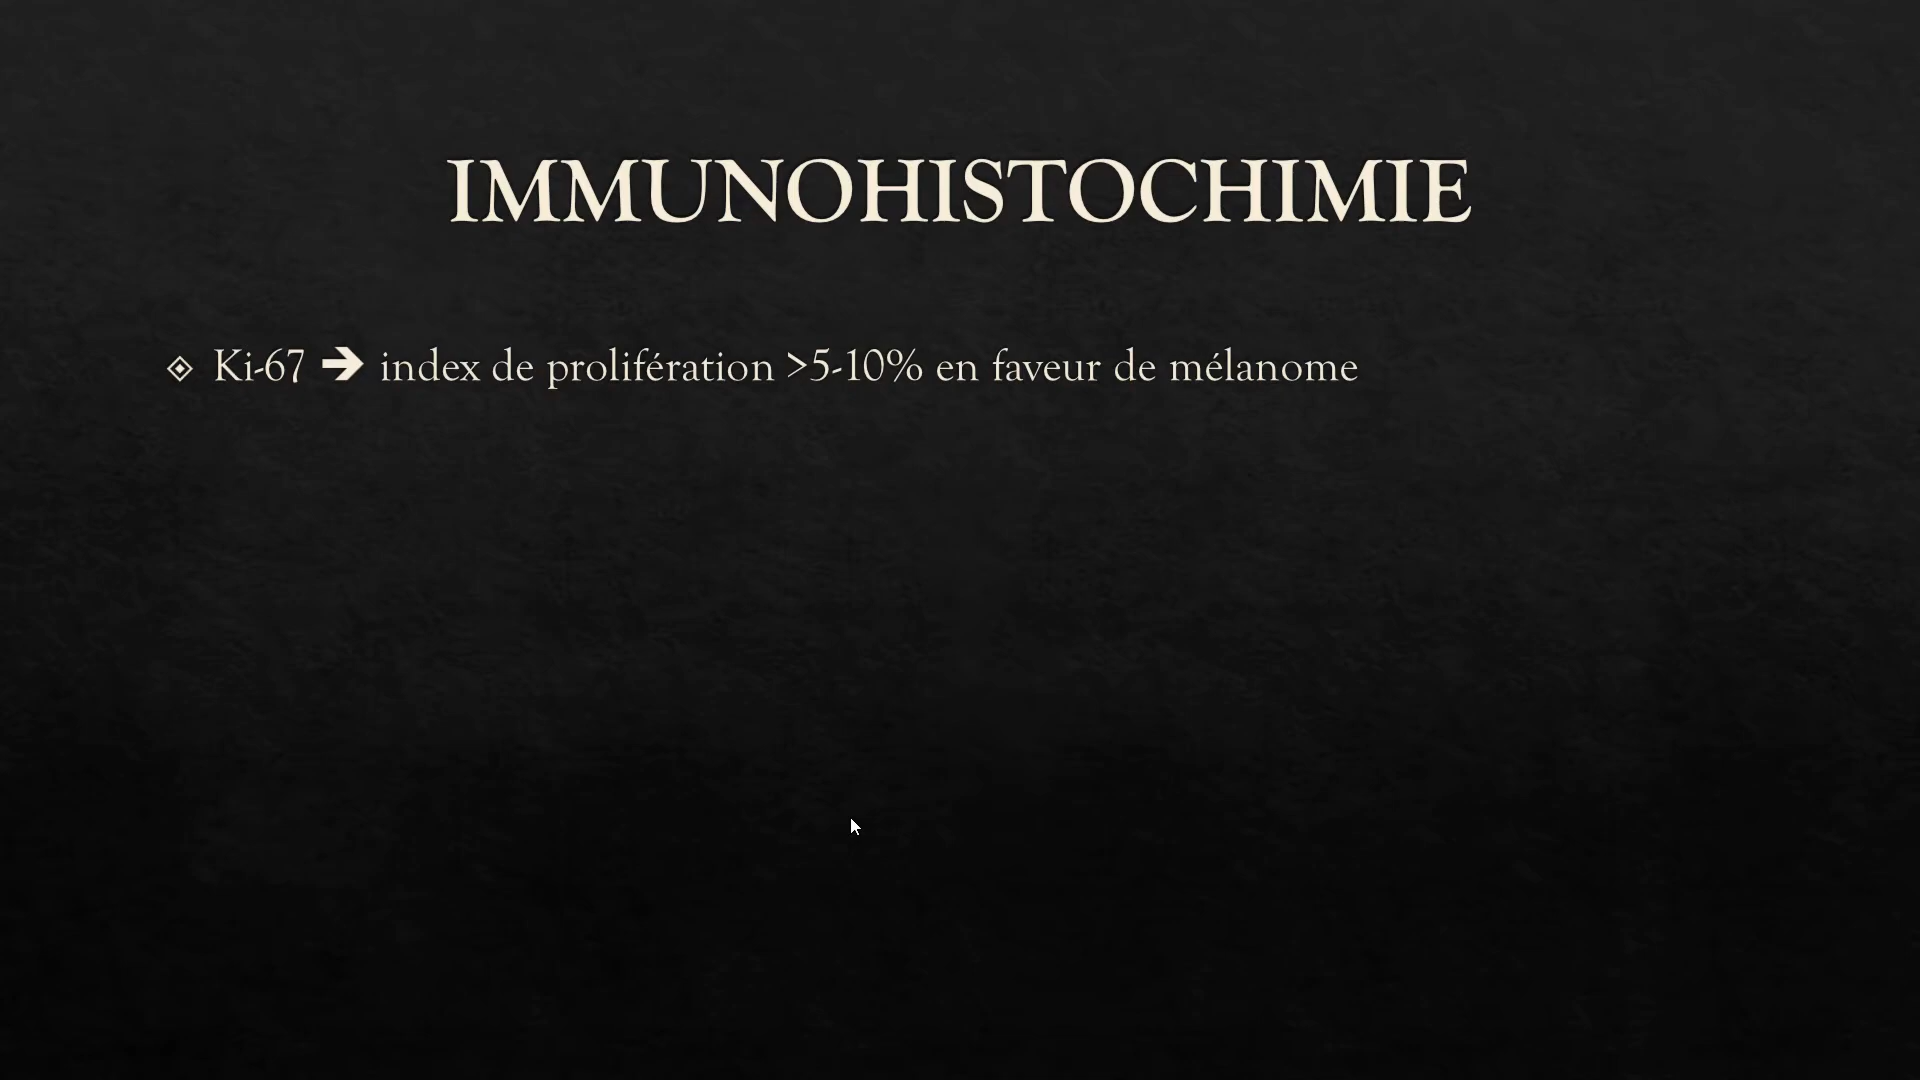 IMMUNOHISTOCHIMIE
◈ Ki-67 🡺 index de prolifération >5-10% en faveur de mélanome